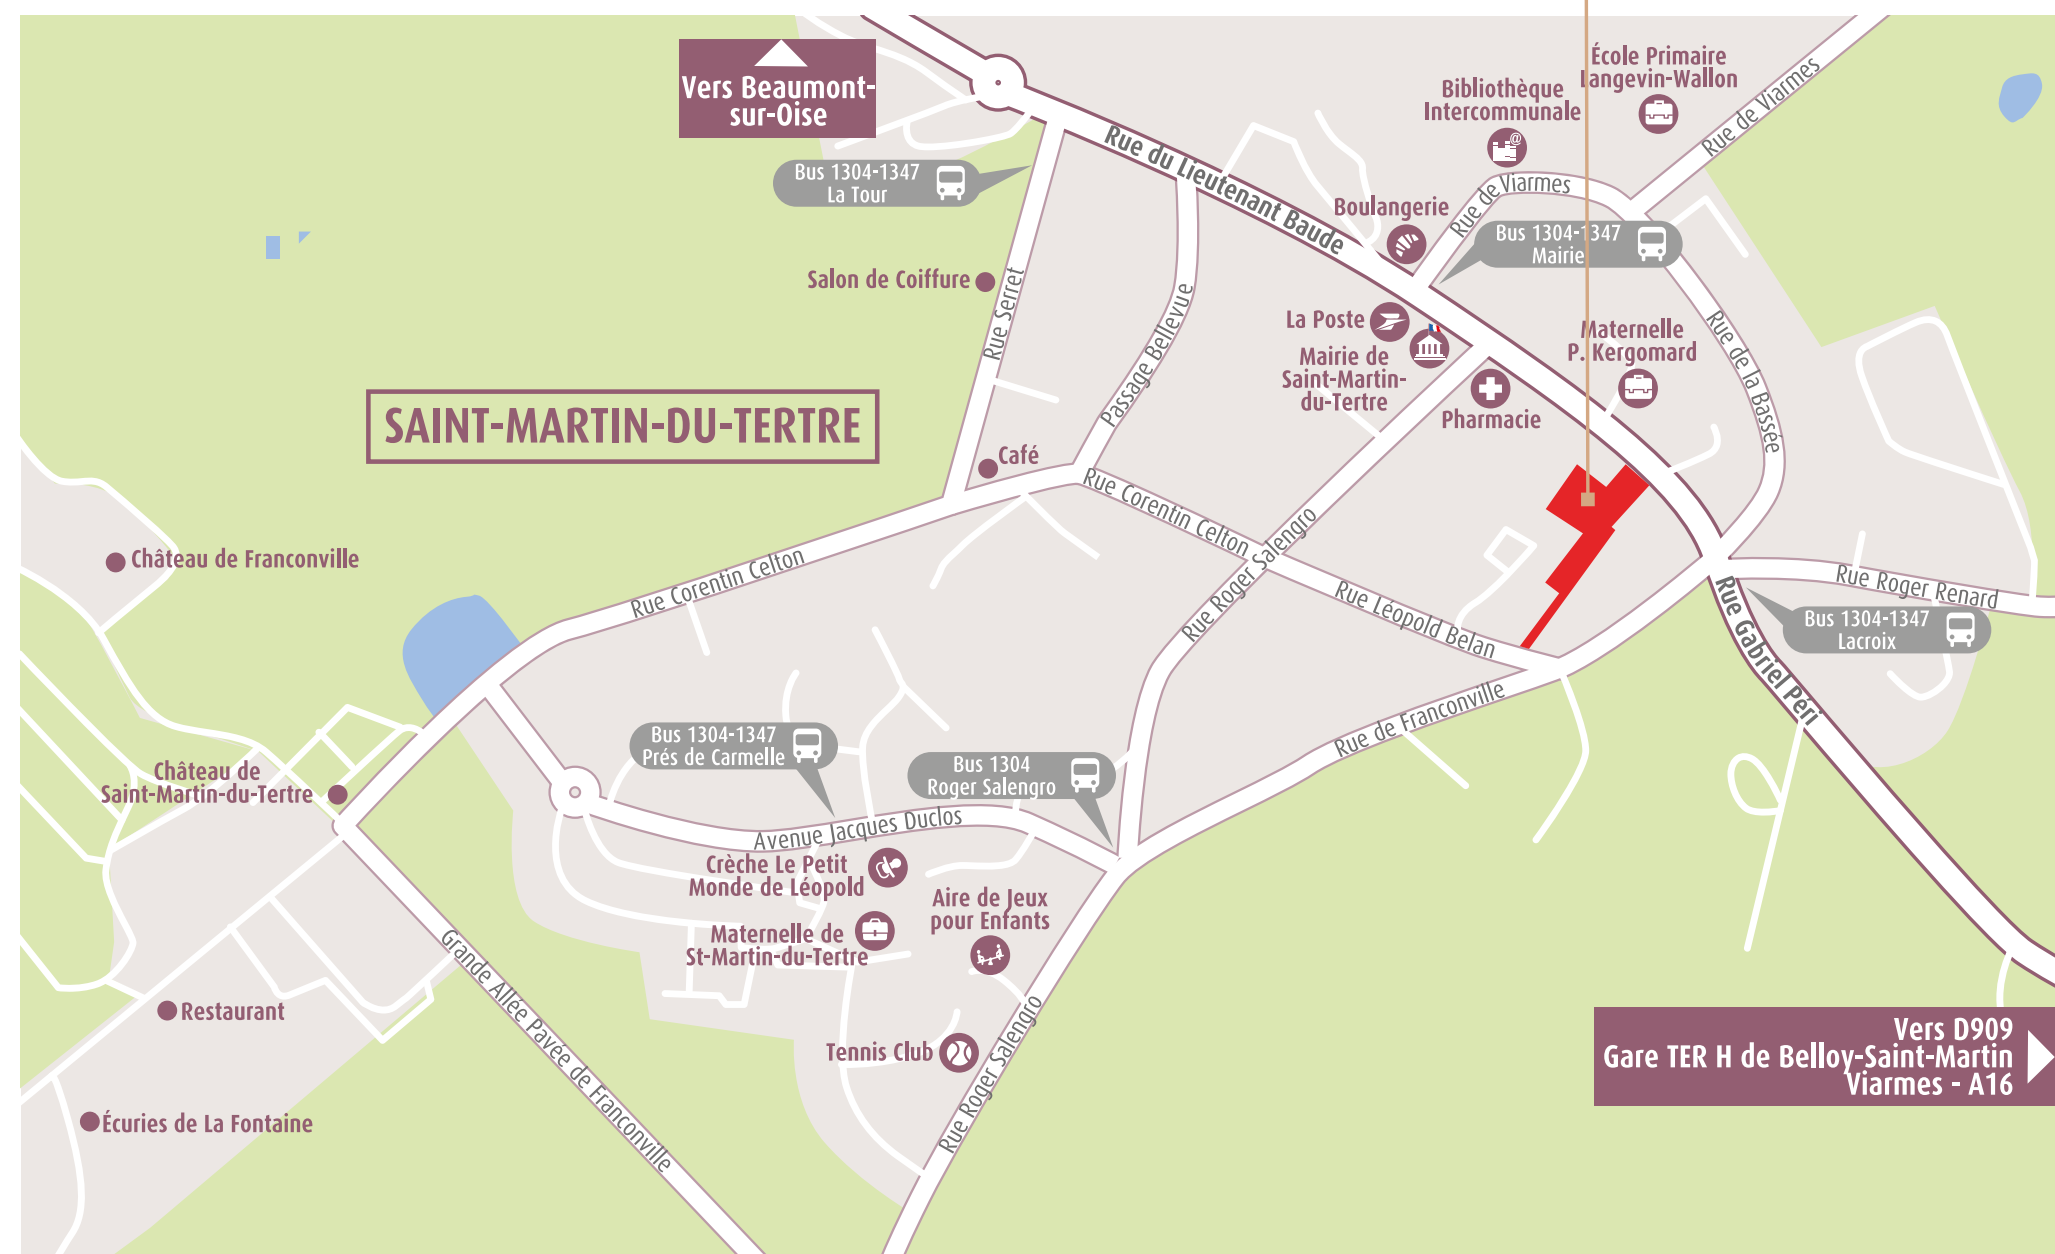 Vers Beaumont-
sur-Oise
École Primaire
Langevin-Wallon
Bibliothèque
Intercommunale
Rue de Viarmes
Rue du Lieutenant Baude
Bus 1304-1347
La Tour
Rue de Viarmes
Boulangerie
Bus 1304-1347
Mairie
Salon de Coiffure
Rue Serret
Passage Bellevue
La Poste
Mairie de
Saint-Martin-
du-Tertre
Maternelle
P. Kergomard
Rue de la Bassée
Pharmacie
SAINT-MARTIN-DU-TERTRE
Café
Rue Corentin Celton
Rue Roger Salengro
Château de Franconville
Rue Corentin Celton
Rue Léopold Belan
Rue Roger Renard
Rue Gabriel Péri
Bus 1304-1347
Lacroix
Rue de Franconville
Bus 1304-1347
Prés de Carmelle
Bus 1304
Roger Salengro
Château de
Saint-Martin-du-Tertre
Avenue Jacques Duclos
Crèche Le Petit
Monde de Léopold
Aire de Jeux
pour Enfants
Maternelle de
St-Martin-du-Tertre
Grande Allée Pavée de Franconville
Restaurant
Tennis Club
Rue Roger Salengro
Écuries de La Fontaine
Vers D909
Gare TER H de Belloy-Saint-Martin
Viarmes - A16